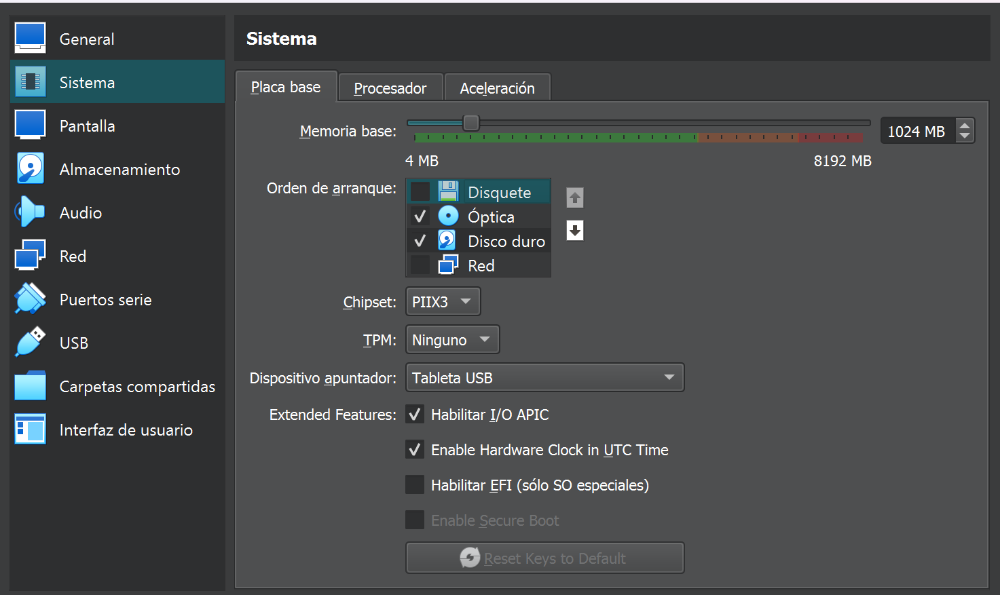 General
Sistema
Pantalla
Almacenamiento
Audio
Red
Puertos serie
USB
Carpetas compartidas
Interfaz de usuario
Sistema
Placa base Procesador Aceleración
Memoria base: 1024 MB
4 MB 8192 MB
Orden de arranque: Disquete
Óptica
Disco duro
Red
Chipset: PIIX3
TPM: Ninguno
Dispositivo apuntador: Tableta USB
Extended Features: Habilitar I/O APIC
Enable Hardware Clock in UTC Time
Habilitar EFI (sólo SO especiales)
Enable Secure Boot
Reset Keys to Default